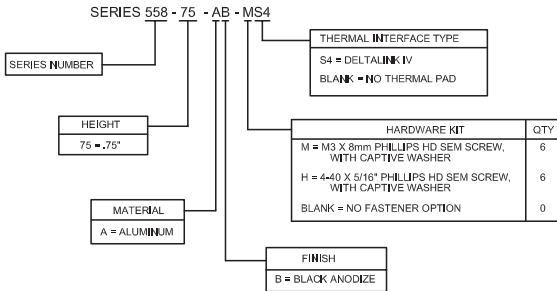 SERIES 558 - 75 - AB - MS4
THERMAL INTERFACE TYPE
S4 = DELTALINK IV
BLANK = NO THERMAL PAD
SERIES NUMBER
HEIGHT
75 = .75"
HARDWARE KIT QTY
M = M3 X 8mm PHILLIPS HD SEM SCREW, 6
WITH CAPTIVE WASHER
H = 4-40 X 5/16" PHILLIPS HD SEM SCREW, 6
WITH CAPTIVE WASHER
BLANK = NO FASTENER OPTION 0
MATERIAL
A = ALUMINUM
FINISH
B = BLACK ANODIZE